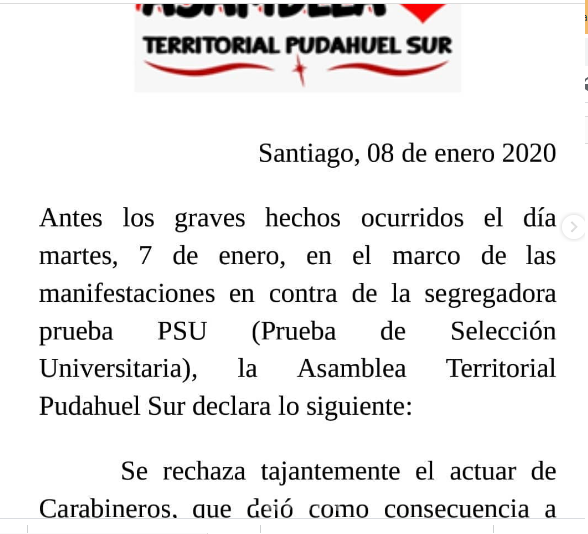 ASAMBLEA
TERRITORIAL PUDAHUEL SUR
Santiago, 08 de enero 2020
Antes los graves hechos ocurridos el día
martes, 7 de enero, en el marco de las
manifestaciones en contra de la segregadora
prueba PSU (Prueba de Selección
Universitaria), la Asamblea Territorial
Pudahuel Sur declara lo siguiente:
Se rechaza tajantemente el actuar de
Carabineros, que dejó como consecuencia a